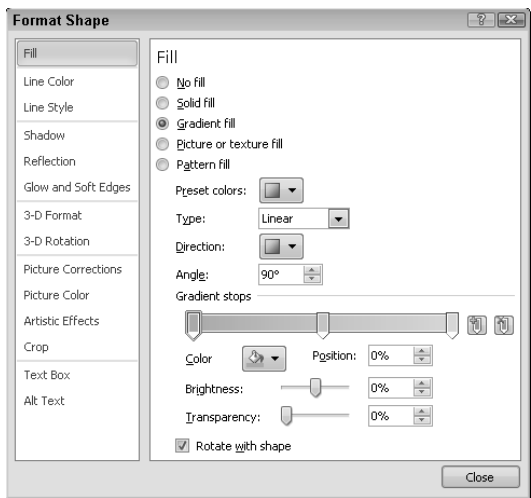 Format Shape
Fill
Line Color
Line Style
Shadow
Reflection
Glow and Soft Edges
3-D Format
3-D Rotation
Picture Corrections
Picture Color
Artistic Effects
Crop
Text Box
Alt Text
Fill
No fill
Solid fill
Gradient fill
Picture or texture fill
Pattern fill
Preset colors:
Type: Linear
Direction:
Angle: 90°
Gradient stops
Color Position: 0%
Brightness: 0%
Transparency: 0%
Rotate with shape
Close